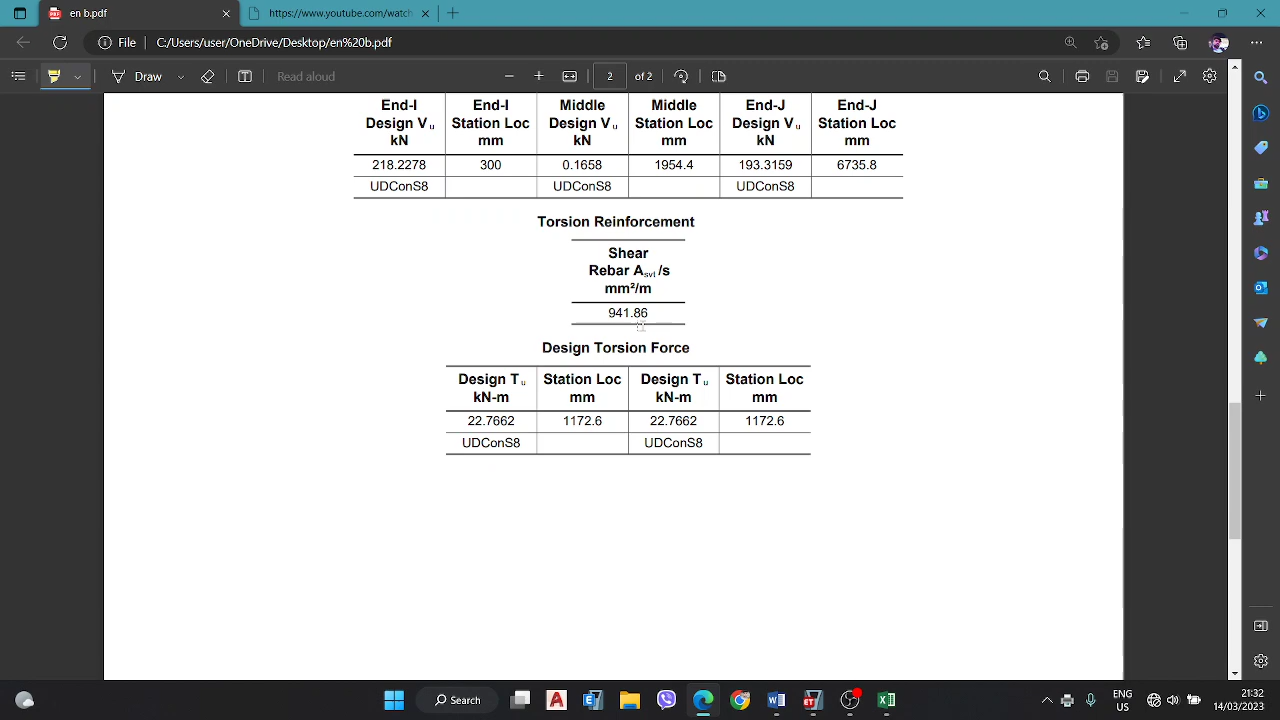 en b.pdf
https://www.youtube.com/watch
File
C:/Users/user/OneDrive/Desktop/en%20b.pdf
Draw
Read aloud
2
of 2
End-I Design Vu kN
End-I Station Loc mm
Middle Design Vu kN
Middle Station Loc mm
End-J Design Vu kN
End-J Station Loc mm
218.2278 300 0.1658 1954.4 193.3159 6735.8
UDConS8 UDConS8 UDConS8
Torsion Reinforcement
Shear
Rebar Asvt /s
mm²/m
941.86
Design Torsion Force
Design Tu kN-m
Station Loc mm
Design Tu kN-m
Station Loc mm
22.7662 1172.6 22.7662 1172.6
UDConS8 UDConS8
Search
ENG
US
21:32
14/03/2023